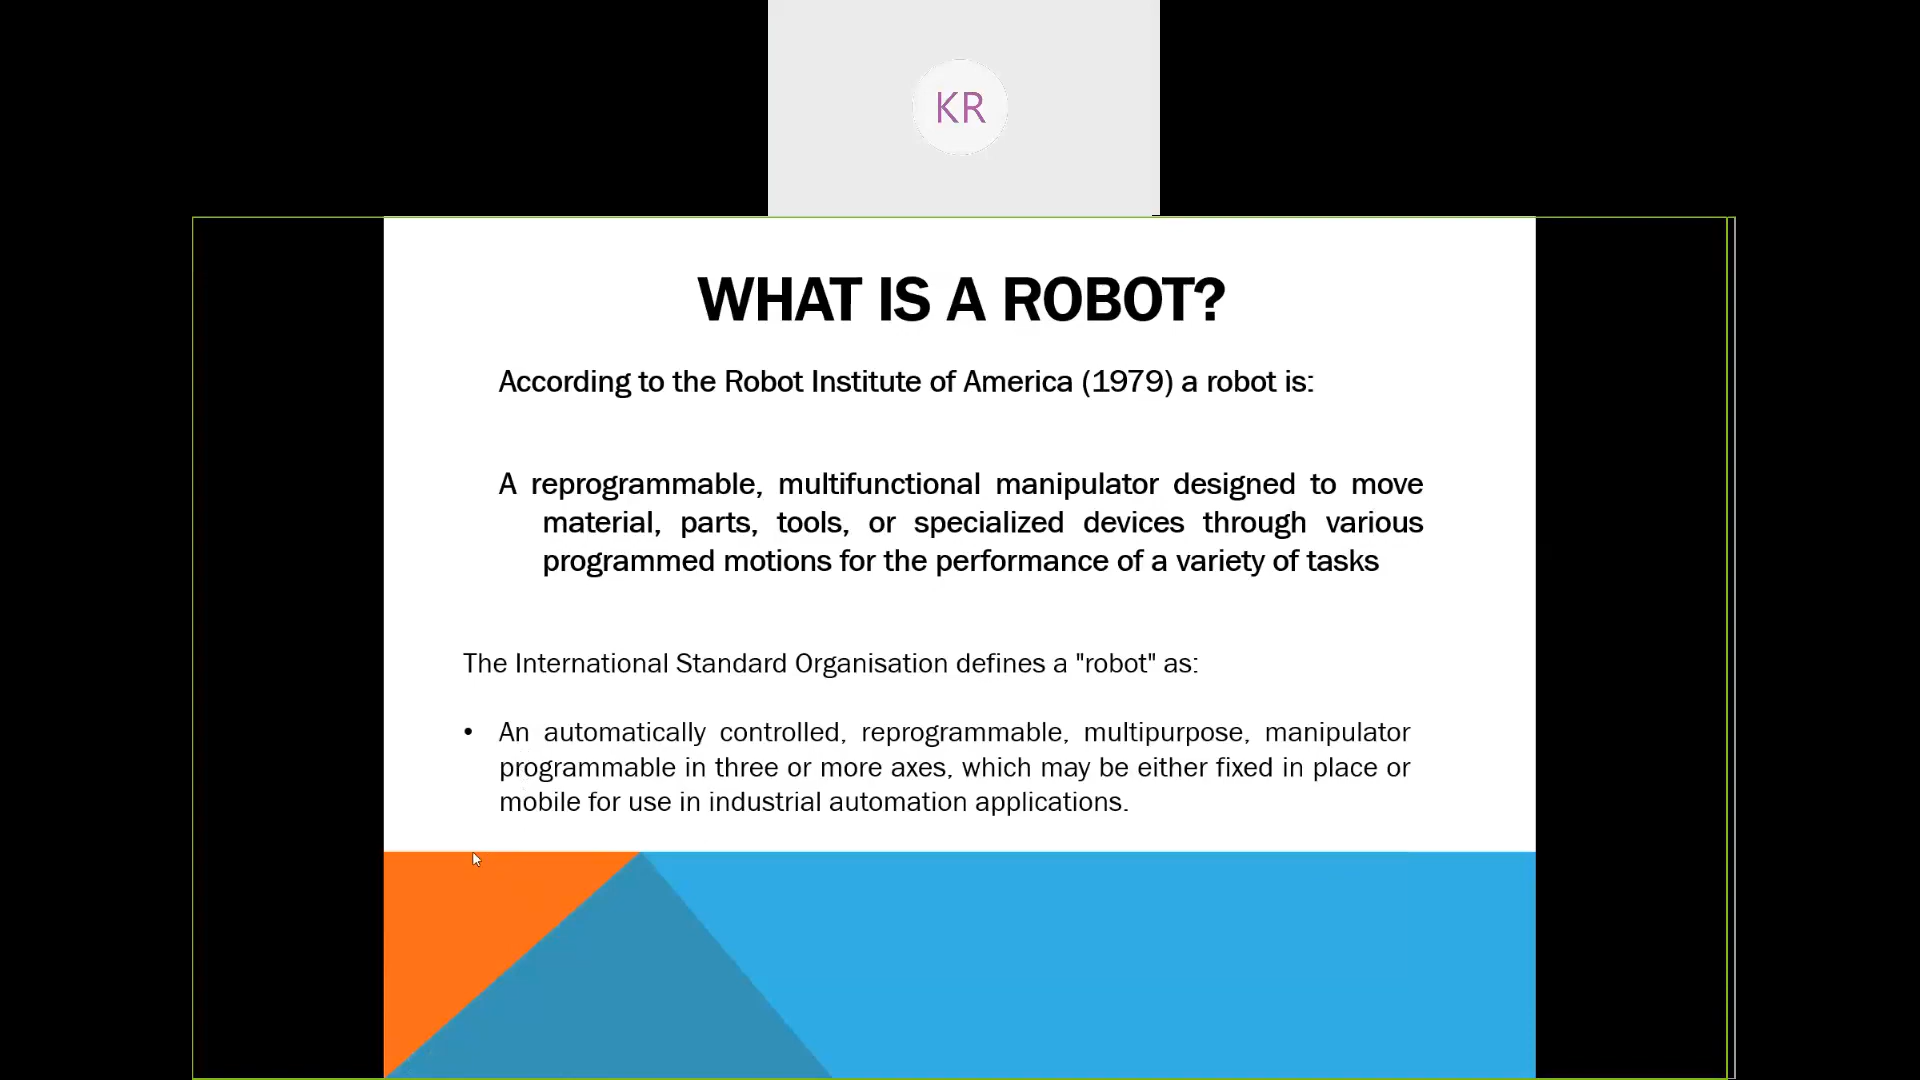 KR
WHAT IS A ROBOT?
According to the Robot Institute of America (1979) a robot is:
A reprogrammable, multifunctional manipulator designed to move
material, parts, tools, or specialized devices through various
programmed motions for the performance of a variety of tasks
The International Standard Organisation defines a "robot" as:
• An automatically controlled, reprogrammable, multipurpose, manipulator
programmable in three or more axes, which may be either fixed in place or
mobile for use in industrial automation applications.